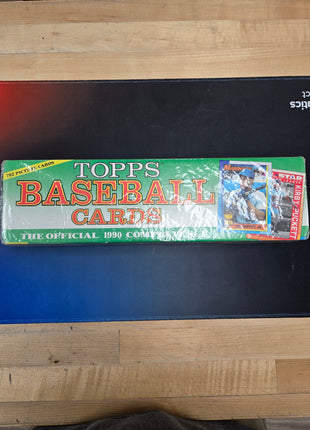 792 PICTURE CARDS
TOPPS
BASEBALL
CARDS
THE OFFICIAL 1990 COMPLETE SET
KIRBY PUCKETT